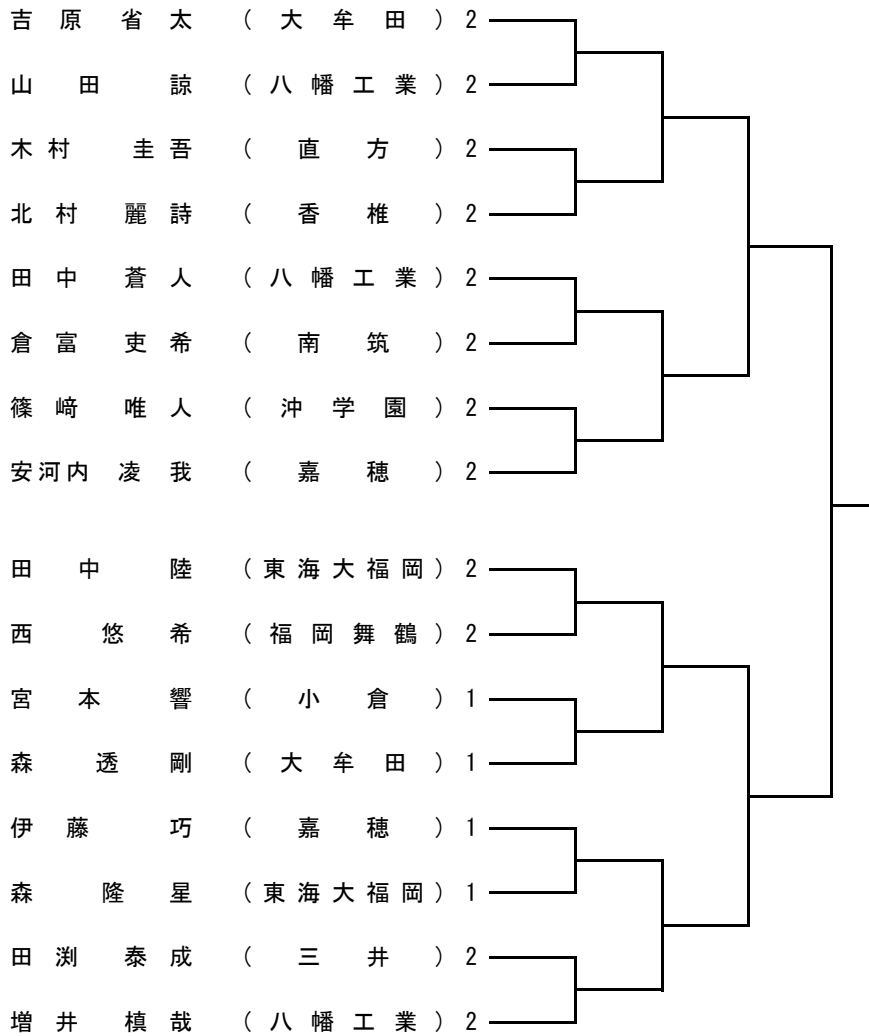 吉原省太 (大牟田) 2
山田諒 (八幡工業) 2
木村圭吾 (直方) 2
北村麗詩 (香椎) 2
田中蒼人 (八幡工業) 2
倉富吏希 (南筑) 2
篠﨑唯人 (沖学園) 2
安河内凌我 (嘉穂) 2
田中陸 (東海大福岡) 2
西悠希 (福岡舞鶴) 2
宮本響 (小倉) 1
森透剛 (大牟田) 1
伊藤巧 (嘉穂) 1
森隆星 (東海大福岡) 1
田渕泰成 (三井) 2
増井槙哉 (八幡工業) 2